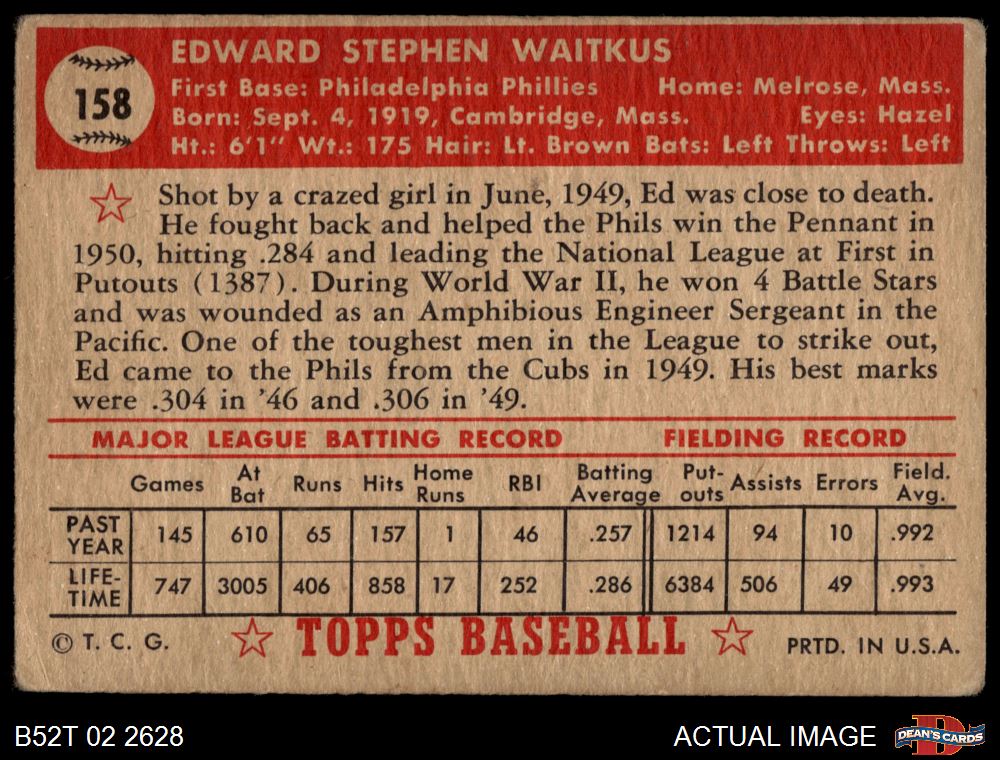 158
EDWARD STEPHEN WAITKUS
First Base: Philadelphia Phillies Home: Melrose, Mass.
Born: Sept. 4, 1919, Cambridge, Mass. Eyes: Hazel
Ht.: 6'1" Wt.: 175 Hair: Lt. Brown Bats: Left Throws: Left
Shot by a crazed girl in June, 1949, Ed was close to death.
He fought back and helped the Phils win the Pennant in
1950, hitting .284 and leading the National League at First in
Putouts (1387). During World War II, he won 4 Battle Stars
and was wounded as an Amphibious Engineer Sergeant in the
Pacific. One of the toughest men in the League to strike out,
Ed came to the Phils from the Cubs in 1949. His best marks
were .304 in '46 and .306 in '49.
MAJOR LEAGUE BATTING RECORD FIELDING RECORD
Games At Bat Runs Hits Home Runs RBI Batting Average Put-outs Assists Errors Field. Avg.
PAST YEAR 145 610 65 157 1 46 .257 1214 94 10 .992
LIFE-TIME 747 3005 406 858 17 252 .286 6384 506 49 .993
© T. C. G. TOPPS BASEBALL PRTD. IN U.S.A.
B52T 02 2628 ACTUAL IMAGE DEAN'S CARDS